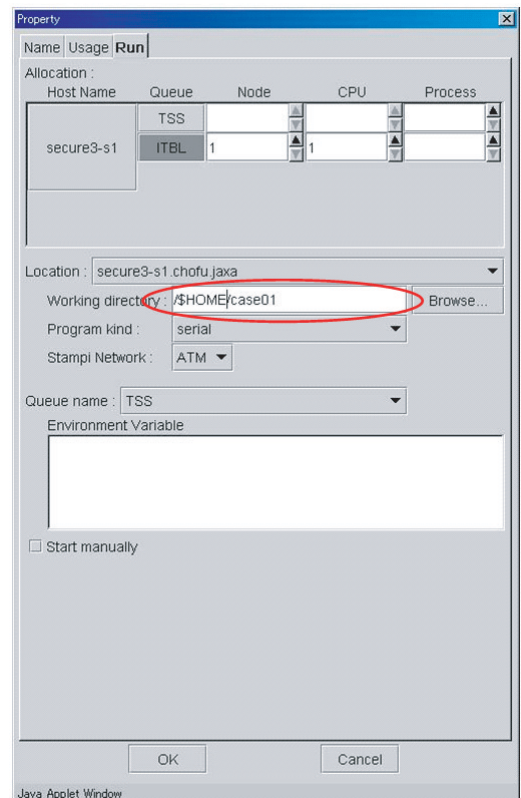 Property
Name Usage Run
Allocation :
Host Name Queue Node CPU Process
secure3-s1
TSS
ITBL 1 1
Location : secure3-s1.chofu.jaxa
Working directory : /$HOME/case01 Browse...
Program kind : serial
Stampi Network : ATM
Queue name : TSS
Environment Variable
Start manually
OK Cancel
Java Applet Window